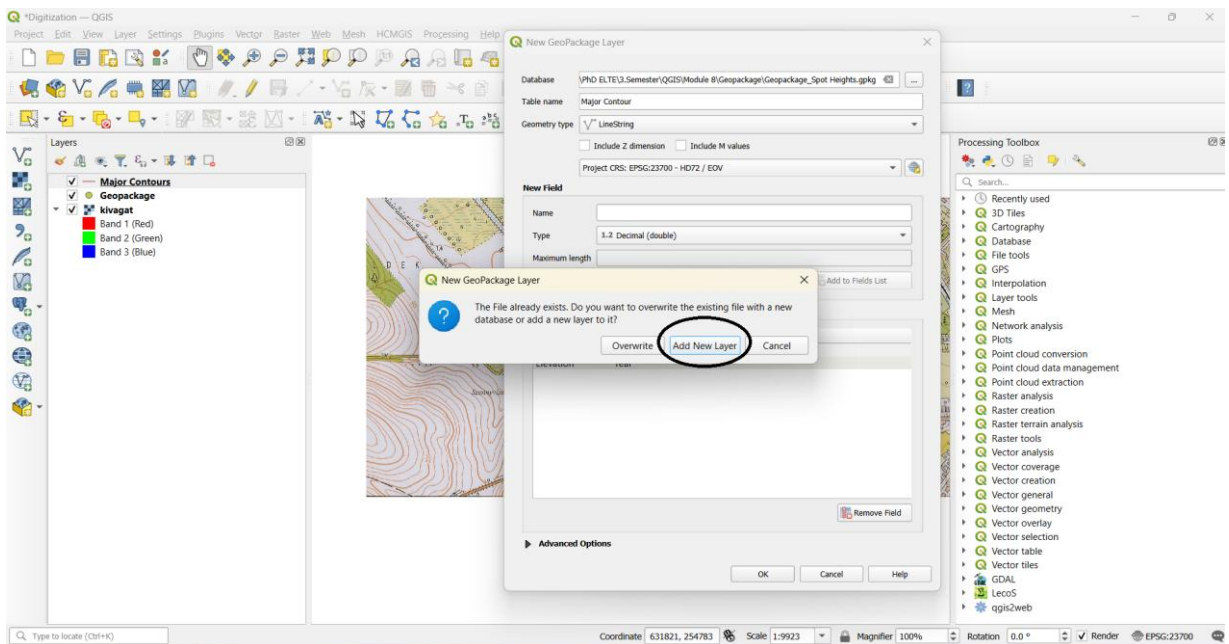 *Digitization — QGIS
Project Edit View Layer Settings Plugins Vector Raster Web Mesh HCMGIS Processing Help
New GeoPackage Layer
Database \PhD ELTE\3.Semester\QGIS\Module 8\Geopackage\Geopackage_Spot Heights.gpkg ...
Table name Major Contour
Geometry type LineString
Include Z dimension Include M values
Project CRS: EPSG:23700 - HD72 / EOV
New Field
Name
Type 1.2 Decimal (double)
Maximum length
Add to Fields List
New GeoPackage Layer
The File already exists. Do you want to overwrite the existing file with a new
database or add a new layer to it?
Overwrite Add New Layer Cancel
Remove Field
Advanced Options
OK Cancel Help
Layers
Major Contours
Geopackage
kivagat
Band 1 (Red)
Band 2 (Green)
Band 3 (Blue)
D E K
Processing Toolbox
Search...
Recently used
3D Tiles
Cartography
Database
File tools
GPS
Interpolation
Layer tools
Mesh
Network analysis
Plots
Point cloud conversion
Point cloud data management
Point cloud extraction
Raster analysis
Raster creation
Raster terrain analysis
Raster tools
Vector analysis
Vector coverage
Vector creation
Vector general
Vector geometry
Vector overlay
Vector selection
Vector table
Vector tiles
GDAL
LecoS
qgis2web
Type to locate (Ctrl+K)
Coordinate 631821, 254783 Scale 1:9923 Magnifier 100% Rotation 0.0 ° Render EPSG:23700